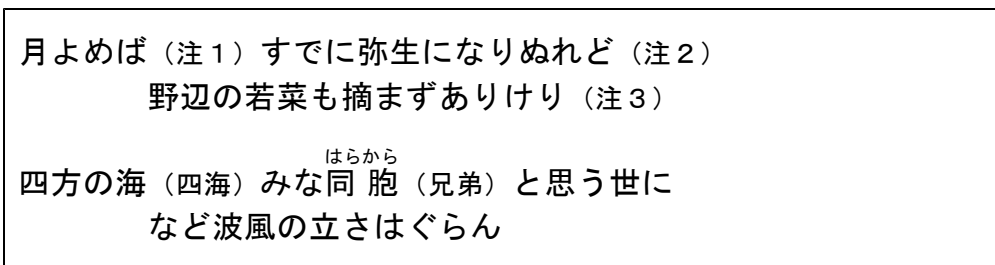 月よめば（注１）すでに弥生になりぬれど（注２）
野辺の若菜も摘まずありけり（注３）
はらから
四方の海（四海）みな同胞（兄弟）と思う世に
など波風の立さはぐらん